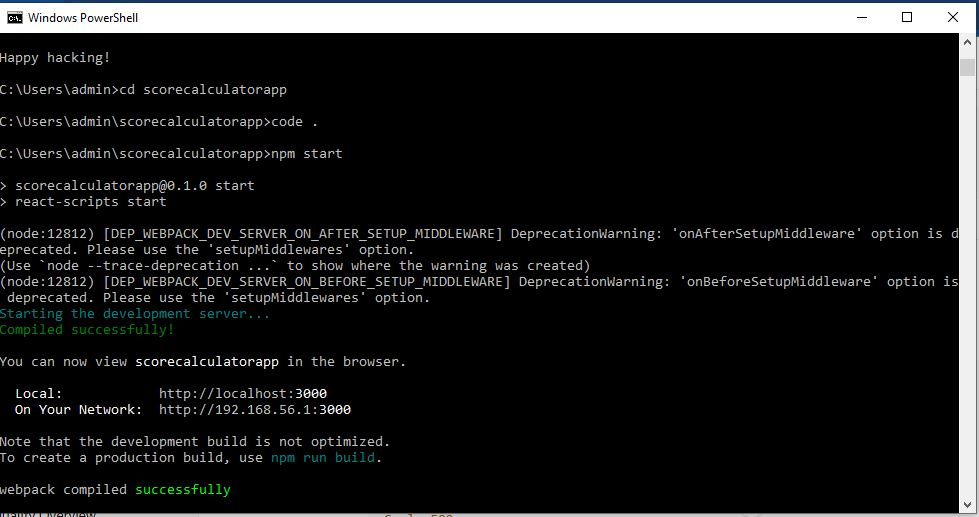 Windows PowerShell
Happy hacking!
C:\Users\admin>cd scorecalculatorapp
C:\Users\admin\scorecalculatorapp>code .
C:\Users\admin\scorecalculatorapp>npm start
> scorecalculatorapp@0.1.0 start
> react-scripts start
(node:12812) [DEP_WEBPACK_DEV_SERVER_ON_AFTER_SETUP_MIDDLEWARE] DeprecationWarning: 'onAfterSetupMiddleware' option is d
eprecated. Please use the 'setupMiddlewares' option.
(Use `node --trace-deprecation ...` to show where the warning was created)
(node:12812) [DEP_WEBPACK_DEV_SERVER_ON_BEFORE_SETUP_MIDDLEWARE] DeprecationWarning: 'onBeforeSetupMiddleware' option is
 deprecated. Please use the 'setupMiddlewares' option.
Starting the development server...
Compiled successfully!
You can now view scorecalculatorapp in the browser.
  Local:            http://localhost:3000
  On Your Network:  http://192.168.56.1:3000
Note that the development build is not optimized.
To create a production build, use npm run build.
webpack compiled successfully